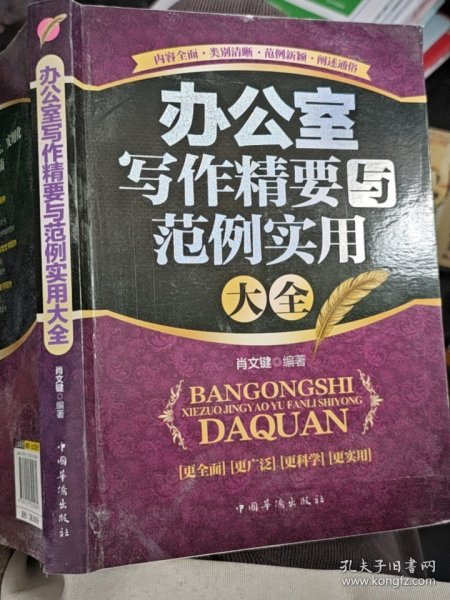 内容全面·类别清晰·范例新颖·阐述通俗
办公室
写作精要与
范例实用
大全
肖文键 编著
BANGONGSHI
XIEZUO JINGYAO YU FANLI SHIYONG
DAQUAN
[更全面] [更广泛] [更科学] [更实用]
中国华侨出版社
办公室写作精要与范例实用大全
肖文键 编著
中国华侨出版社
孔夫子旧书网
www.kongfz.com